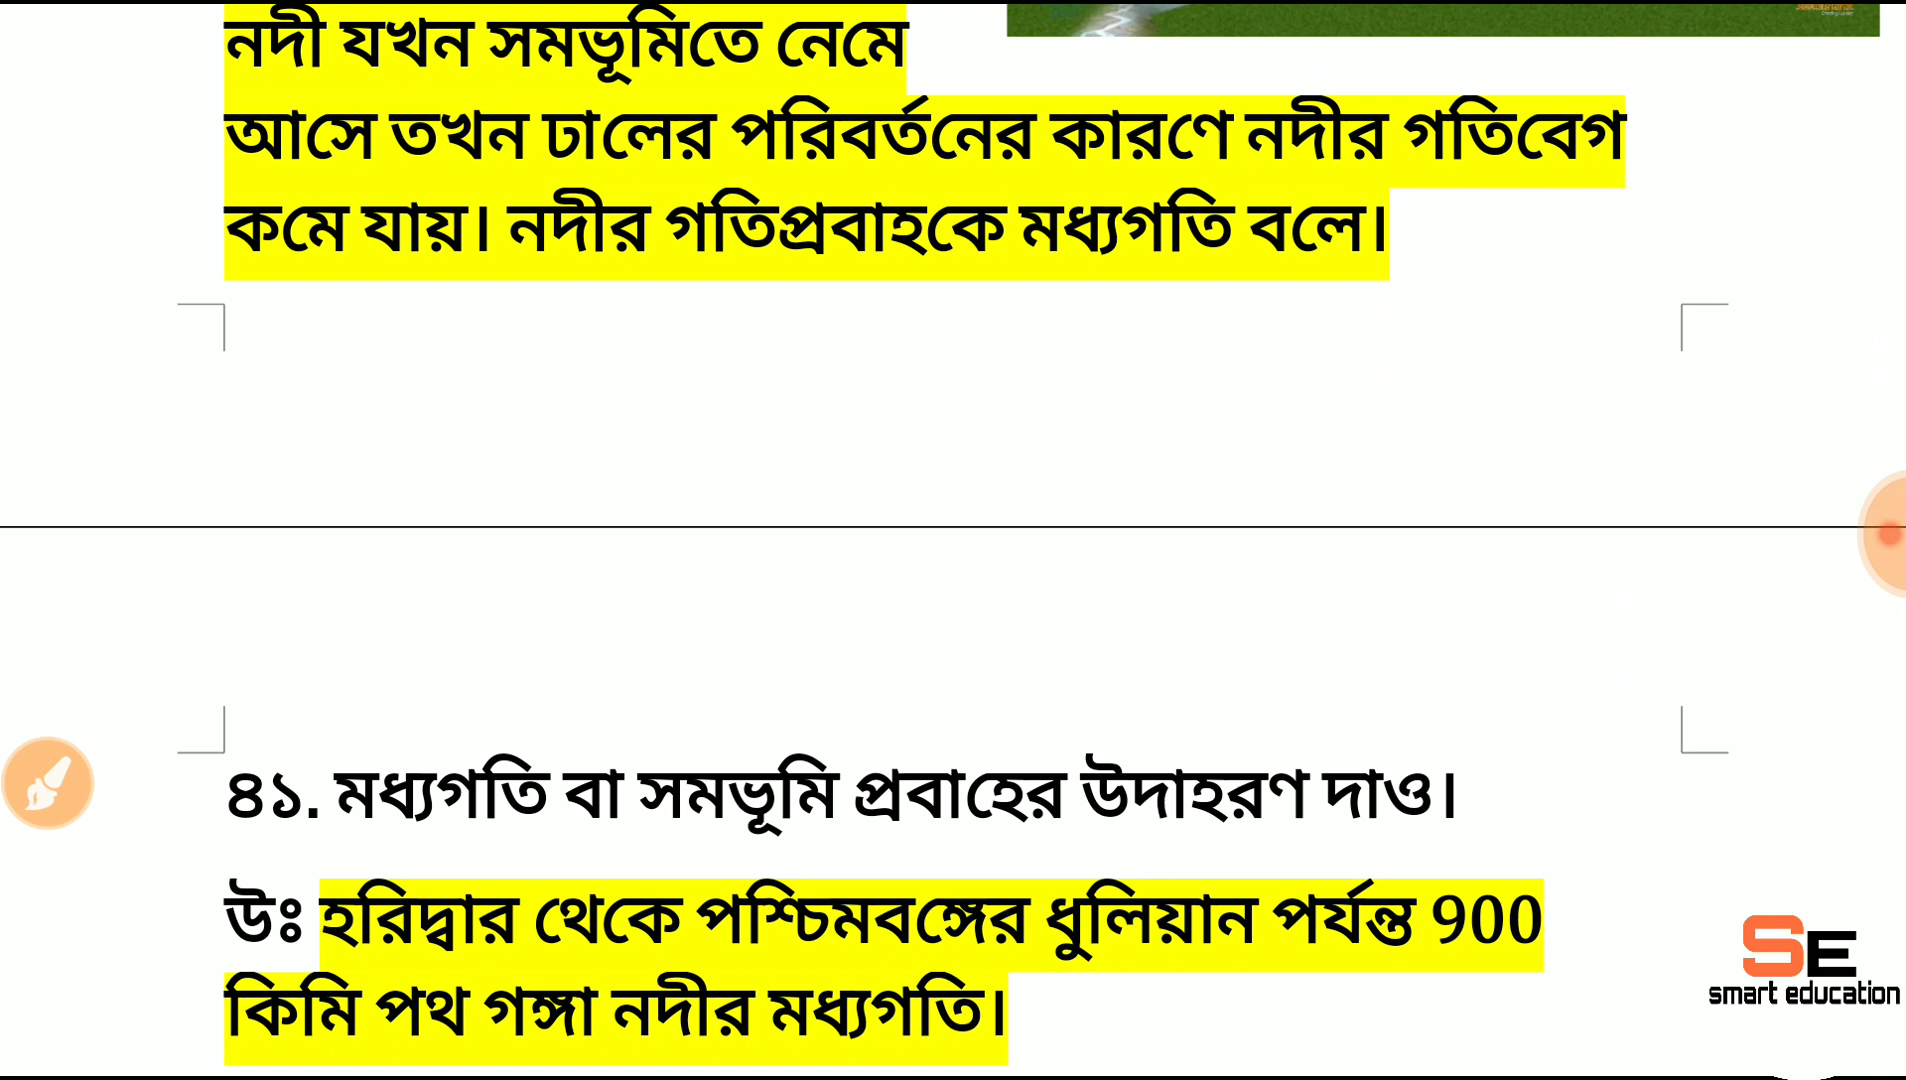 নদী যখন সমভূমিতে নেমে
আসে তখন ঢালের পরিবর্তনের কারণে নদীর গতিবেগ
কমে যায়। নদীর গতিপ্রবাহকে মধ্যগতি বলে।
৪১. মধ্যগতি বা সমভূমি প্রবাহের উদাহরণ দাও।
উঃ হরিদ্বার থেকে পশ্চিমবঙ্গের ধুলিয়ান পর্যন্ত 900
কিমি পথ গঙ্গা নদীর মধ্যগতি।
SE
smart education